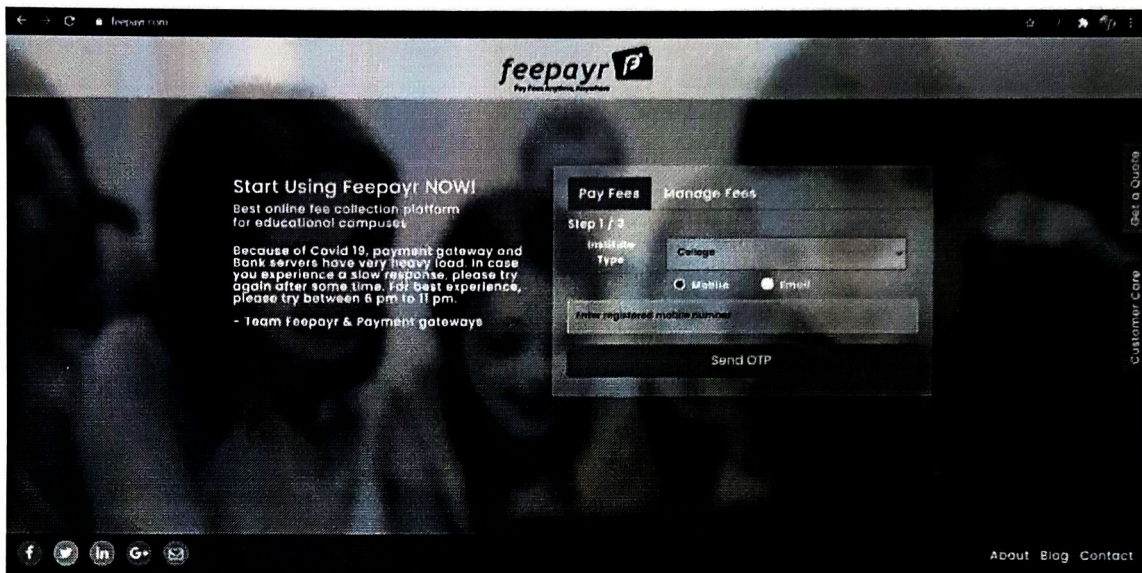 feepayr.com
feepayr
Pay Fees Anytime, Anywhere
Start Using Feepayr NOW!
Best online fee collection platform
for educational campuses
Because of Covid 19, payment gateway and
Bank servers have very heavy load. In case
you experience a slow response, please try
again after some time. For best experience,
please try between 6 pm to 11 pm.
- Team Feepayr & Payment gateways
Pay Fees Manage Fees
Step 1 / 3
Institute
Type
College
Mobile Email
Enter registered mobile number
Send OTP
Get a Quote
Customer Care
f in G+
About Blog Contact